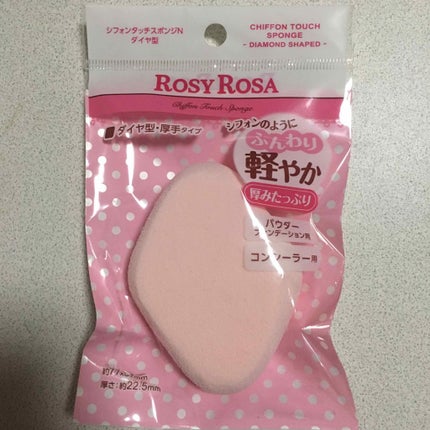 シフォンタッチスポンジN
ダイヤ型
CHIFFON TOUCH
SPONGE
- DIAMOND SHAPED -
ROSY ROSA
Chiffon Touch Sponge
ダイヤ型・厚手タイプ
シフォンのように
ふんわり
軽やか
厚みたっぷり
パウダー
ファンデーション用
コンシーラー用
厚さ:約22.5mm